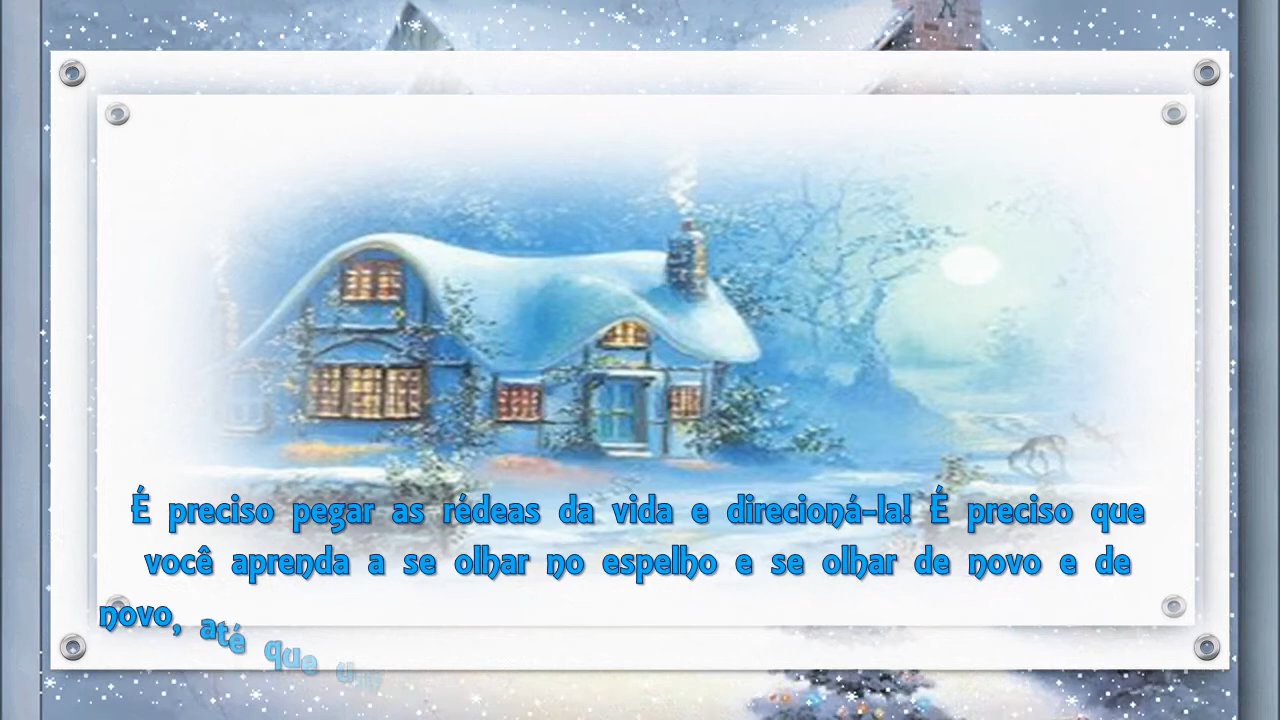 É preciso pegar as rédeas da vida e direcioná-la! É preciso que
você aprenda a se olhar no espelho e se olhar de novo e de
novo, até que